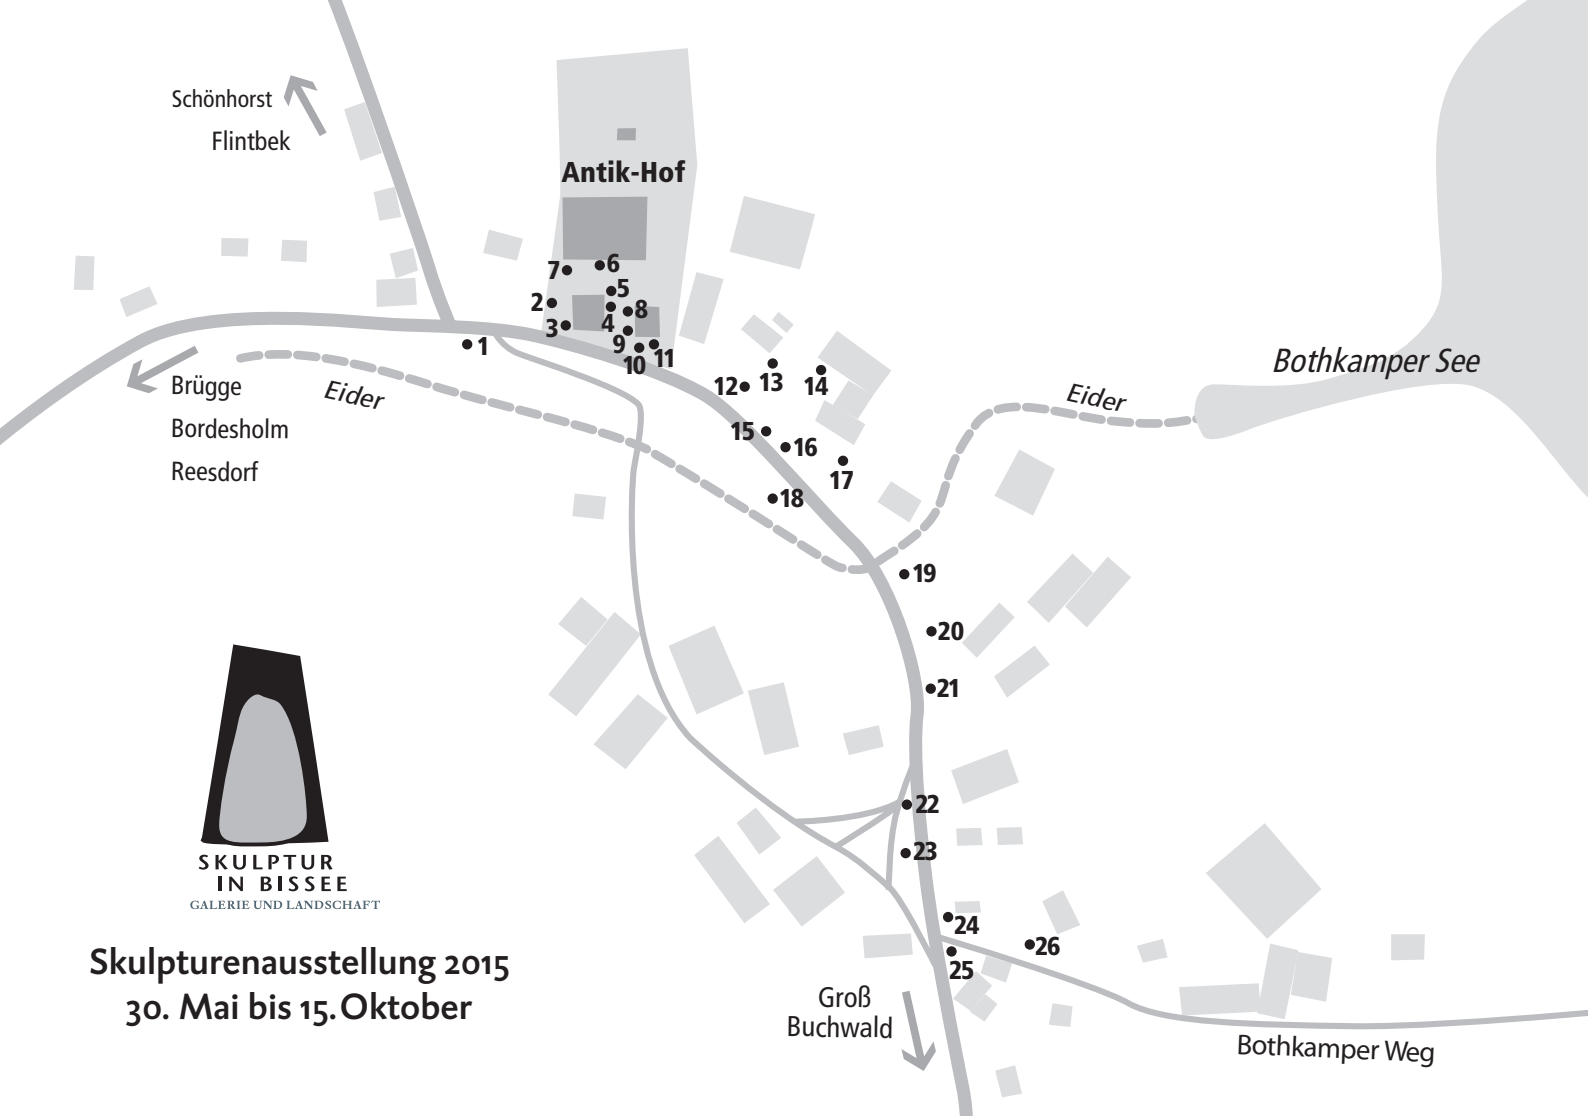 Schönhorst
Flintbek
Antik-Hof
7
6
5
2
8
3
4
9
1
10
11
Brügge
Bordesholm
Reesdorf
Eider
12
13
14
Bothkamper See
Eider
15
16
17
18
19
20
21
22
23
24
25
26
SKULPTUR
IN BISSEE
GALERIE UND LANDSCHAFT
Skulpturenausstellung 2015
30. Mai bis 15. Oktober
Groß
Buchwald
Bothkamper Weg